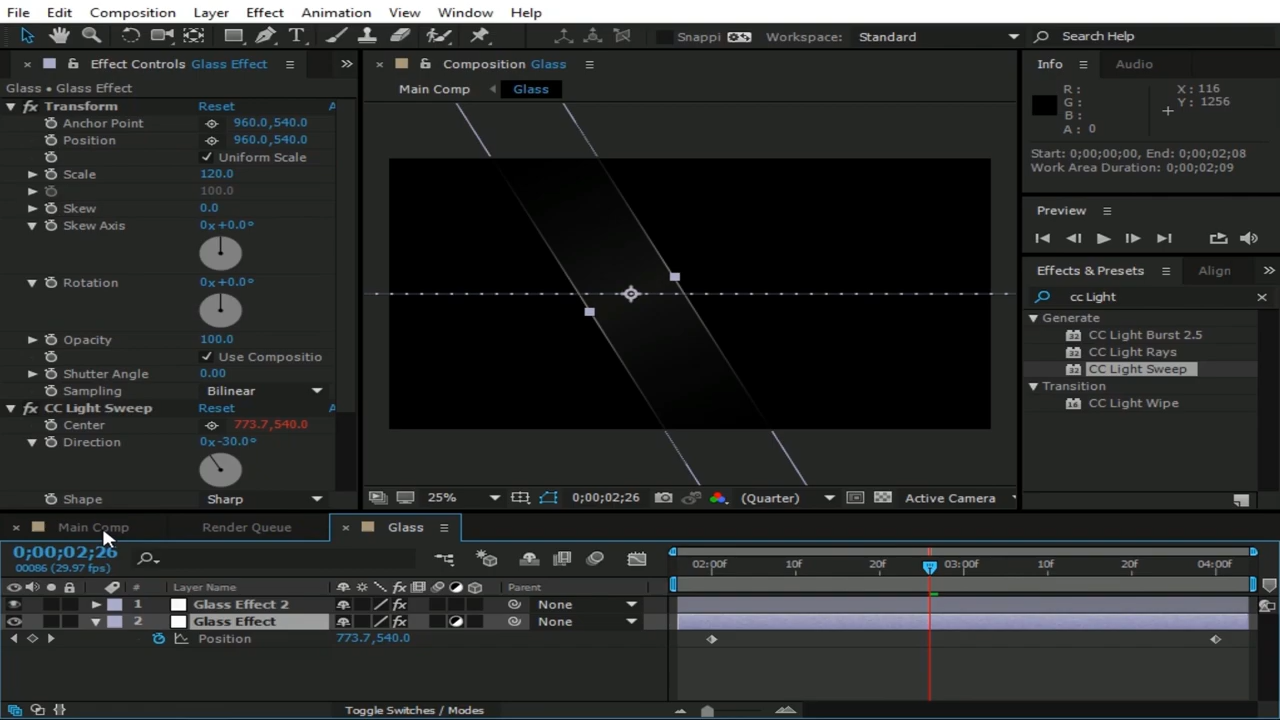 File Edit Composition Layer Effect Animation View Window Help
Snappi Workspace: Standard Search Help
Effect Controls Glass Effect
Glass • Glass Effect
fx Transform Reset A
Anchor Point 960.0,540.0
Position 960.0,540.0
Uniform Scale
Scale 120.0
100.0
Skew 0.0
Skew Axis 0x+0.0°
Rotation 0x+0.0°
Opacity 100.0
Use Compositio
Shutter Angle 0.00
Sampling Bilinear
fx CC Light Sweep Reset A
Center 773.7,540.0
Direction 0x-30.0°
Shape Sharp
Composition Glass
Main Comp Glass
25% 0;00;02;26 (Quarter) Active Camera
Info Audio
R: X: 116
G: Y: 1256
B:
A: 0
Start: 0;00;00;00, End: 0;00;02;08
Work Area Duration: 0;00;02;09
Preview
Effects & Presets Align
cc Light
Generate
32 CC Light Burst 2.5
32 CC Light Rays
32 CC Light Sweep
Transition
16 CC Light Wipe
Main Comp Render Queue Glass
0;00;02;26
00086 (29.97 fps)
02:00f 10f 20f 03:00f 10f 20f 04:00f
# Layer Name fx Parent
1 Glass Effect 2 fx None
2 Glass Effect fx None
Position 773.7,540.0
Toggle Switches / Modes